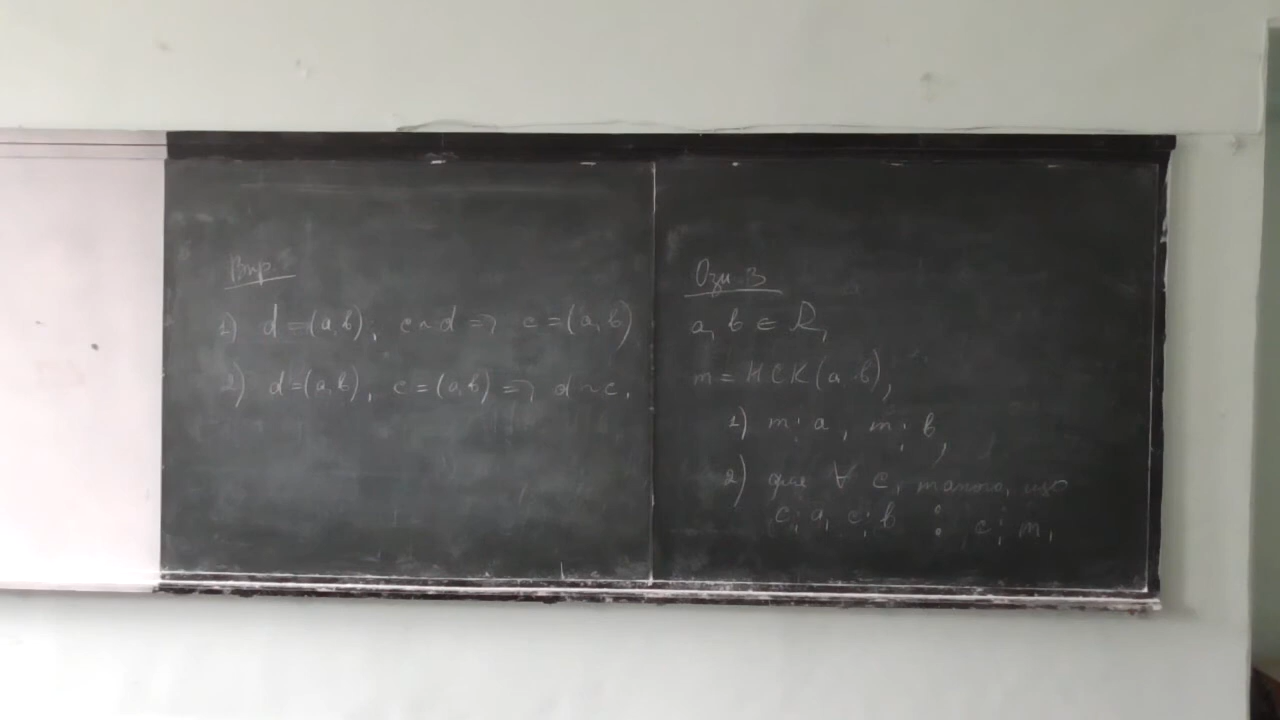 Впр.
1) d = (a, b), c ~ d => c = (a, b)
2) d = (a, b), c = (a, b) => d ~ c.
Озн. 3
a, b ∈ R,
m = НСК(a, b),
1) m ⋮ a, m ⋮ b,
2) для ∀ c, такого, що
c ⋮ a, c ⋮ b : c ⋮ m,